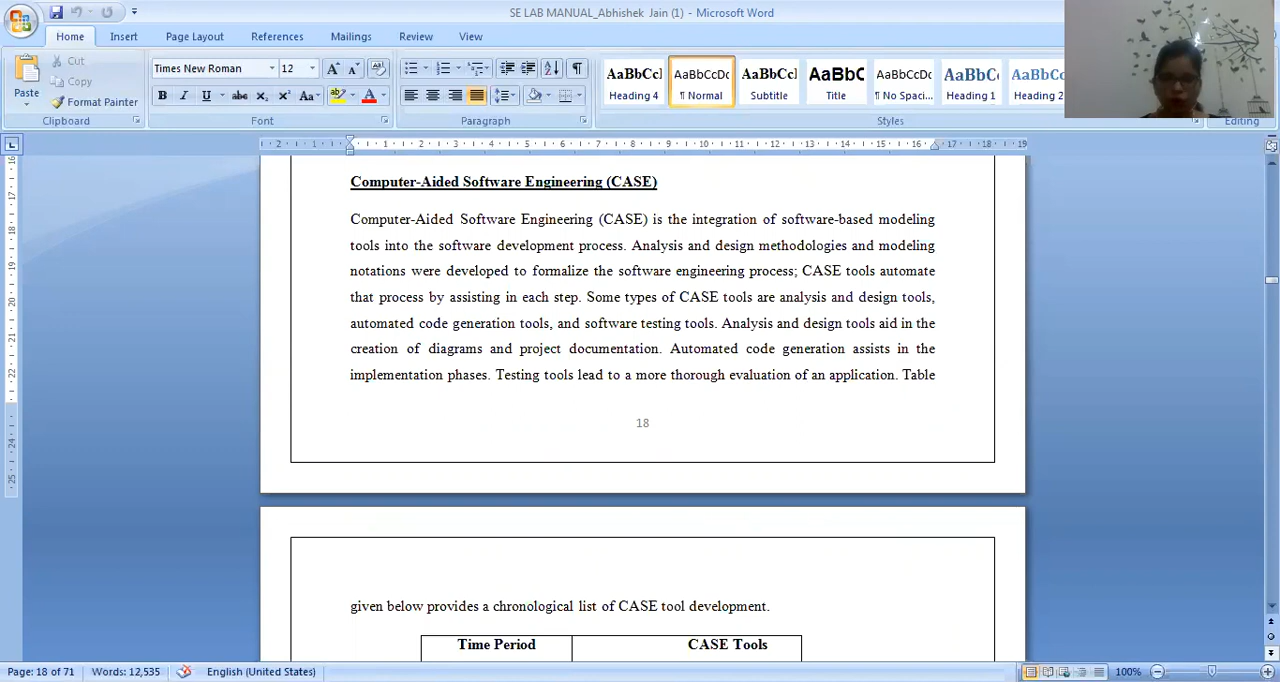 SE LAB MANUAL_Abhishek Jain (1) - Microsoft Word
Home Insert Page Layout References Mailings Review View
Paste
Cut
Copy
Format Painter
Clipboard
Times New Roman 12
Font
Paragraph
AaBbCcl AaBbCcDc AaBbCcl AaBbC AaBbCcDc AaBbCc AaBbCc
Heading 4 ¶ Normal Subtitle Title ¶ No Spaci... Heading 1 Heading 2
Styles
Editing
Computer-Aided Software Engineering (CASE)
Computer-Aided Software Engineering (CASE) is the integration of software-based modeling
tools into the software development process. Analysis and design methodologies and modeling
notations were developed to formalize the software engineering process; CASE tools automate
that process by assisting in each step. Some types of CASE tools are analysis and design tools,
automated code generation tools, and software testing tools. Analysis and design tools aid in the
creation of diagrams and project documentation. Automated code generation assists in the
implementation phases. Testing tools lead to a more thorough evaluation of an application. Table
18
given below provides a chronological list of CASE tool development.
Time Period CASE Tools
Page: 18 of 71 Words: 12,535 English (United States) 100%